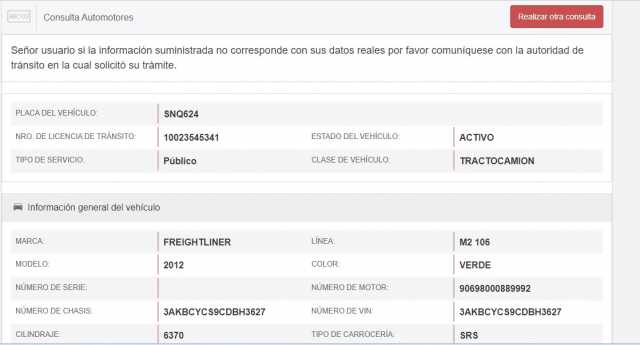 ABC123
Consulta Automotores
Realizar otra consulta
Señor usuario si la información suministrada no corresponde con sus datos reales por favor comuníquese con la autoridad de
tránsito en la cual solicitó su trámite.
PLACA DEL VEHÍCULO: SNQ624
NRO. DE LICENCIA DE TRÁNSITO: 10023545341 ESTADO DEL VEHÍCULO: ACTIVO
TIPO DE SERVICIO: Público CLASE DE VEHÍCULO: TRACTOCAMION
Información general del vehículo
MARCA: FREIGHTLINER LÍNEA: M2 106
MODELO: 2012 COLOR: VERDE
NÚMERO DE SERIE: NÚMERO DE MOTOR: 90698000889992
NÚMERO DE CHASIS: 3AKBCYCS9CDBH3627 NÚMERO DE VIN: 3AKBCYCS9CDBH3627
CILINDRAJE: 6370 TIPO DE CARROCERÍA: SRS